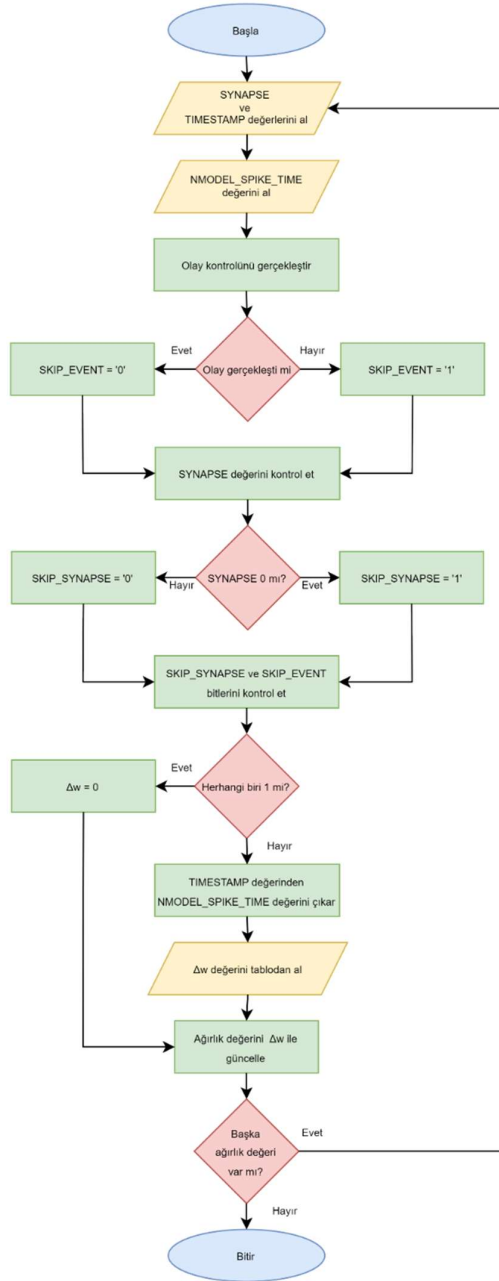 Başla
SYNAPSE
ve
TIMESTAMP değerlerini al
NMODEL_SPIKE_TIME
değerini al
Olay kontrolünü gerçekleştir
Evet
Hayır
SKIP_EVENT = '0'
Olay gerçekleşti mi
SKIP_EVENT = '1'
SYNAPSE değerini kontrol et
SKIP_SYNAPSE = '0'
Hayır
SYNAPSE 0 mı?
Evet
SKIP_SYNAPSE = '1'
SKIP_SYNAPSE ve SKIP_EVENT
bitlerini kontrol et
Evet
Δw = 0
Herhangi biri 1 mi?
Hayır
TIMESTAMP değerinden
NMODEL_SPIKE_TIME değerini çıkar
Δw değerini tablodan al
Ağırlık değerini Δw ile
güncelle
Başka
ağırlık değeri
var mı?
Evet
Hayır
Bitir